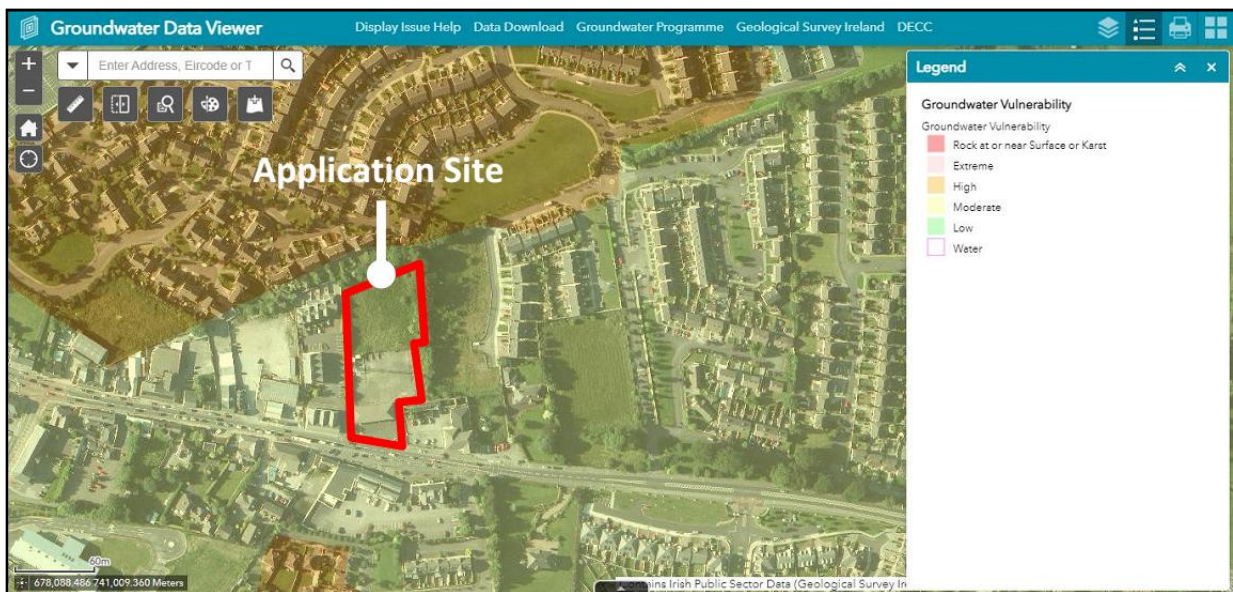 Groundwater Data Viewer
Display Issue Help Data Download Groundwater Programme Geological Survey Ireland DECC
Enter Address, Eircode or T
Legend
Groundwater Vulnerability
Groundwater Vulnerability
Rock at or near Surface or Karst
Extreme
High
Moderate
Low
Water
Application Site
60m
678,088.486 741,009.360 Meters
Irish Public Sector Data (Geological Survey